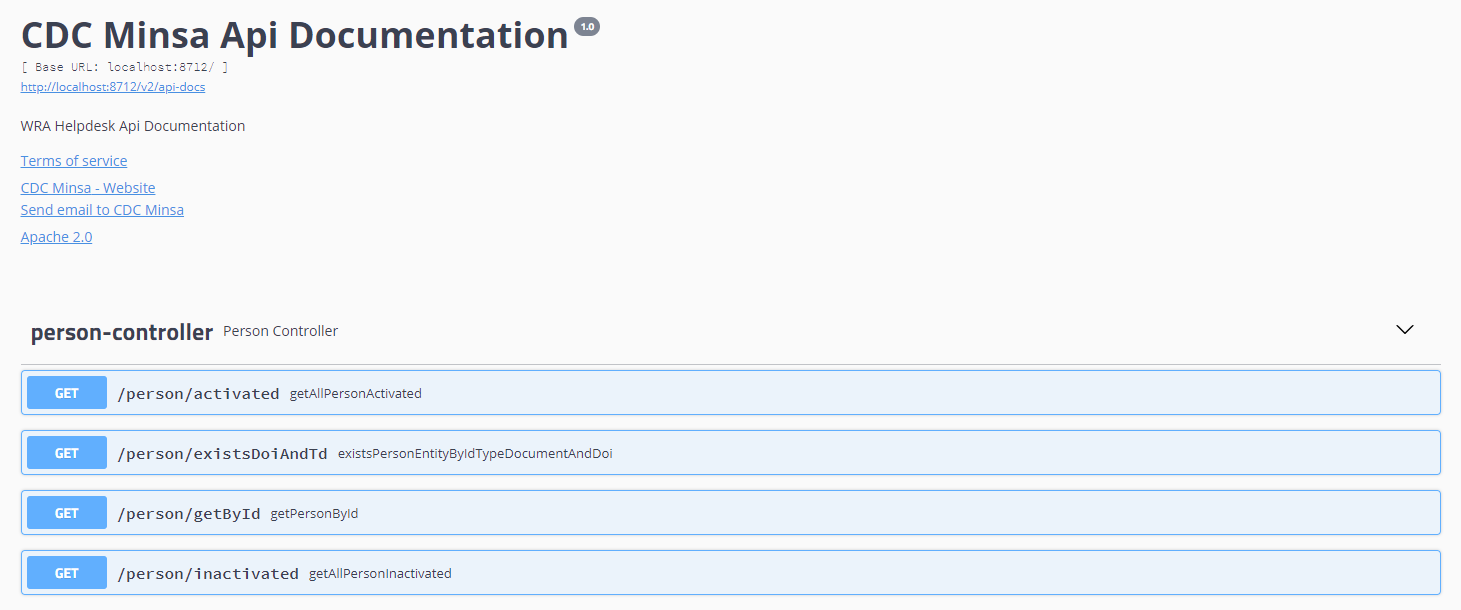 CDC Minsa Api Documentation 1.0
[ Base URL: localhost:8712/ ]
http://localhost:8712/v2/api-docs
WRA Helpdesk Api Documentation
Terms of service
CDC Minsa - Website
Send email to CDC Minsa
Apache 2.0
person-controller Person Controller
GET /person/activated getAllPersonActivated
GET /person/existsDoiAndTd existsPersonEntityByIdTypeDocumentAndDoi
GET /person/getById getPersonById
GET /person/inactivated getAllPersonInactivated